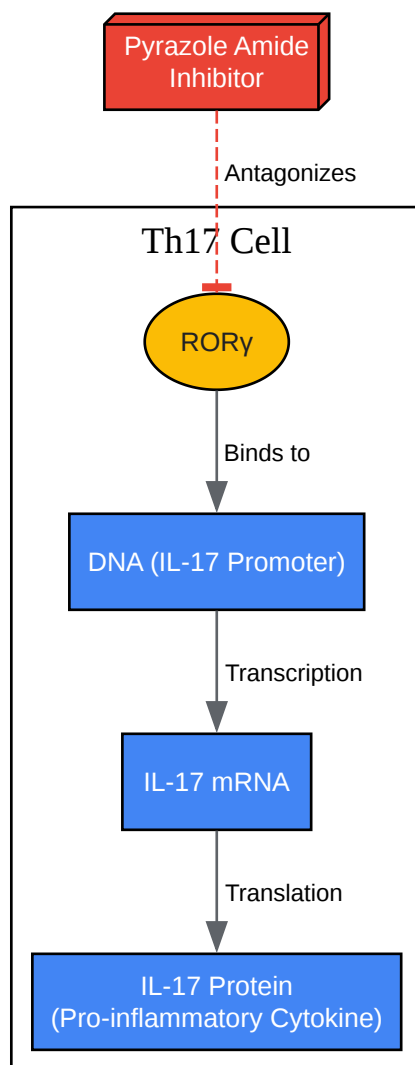 Pyrazole Amide
Inhibitor
Antagonizes
Th17 Cell
RORγ
Binds to
DNA (IL-17 Promoter)
Transcription
IL-17 mRNA
Translation
IL-17 Protein
(Pro-inflammatory Cytokine)